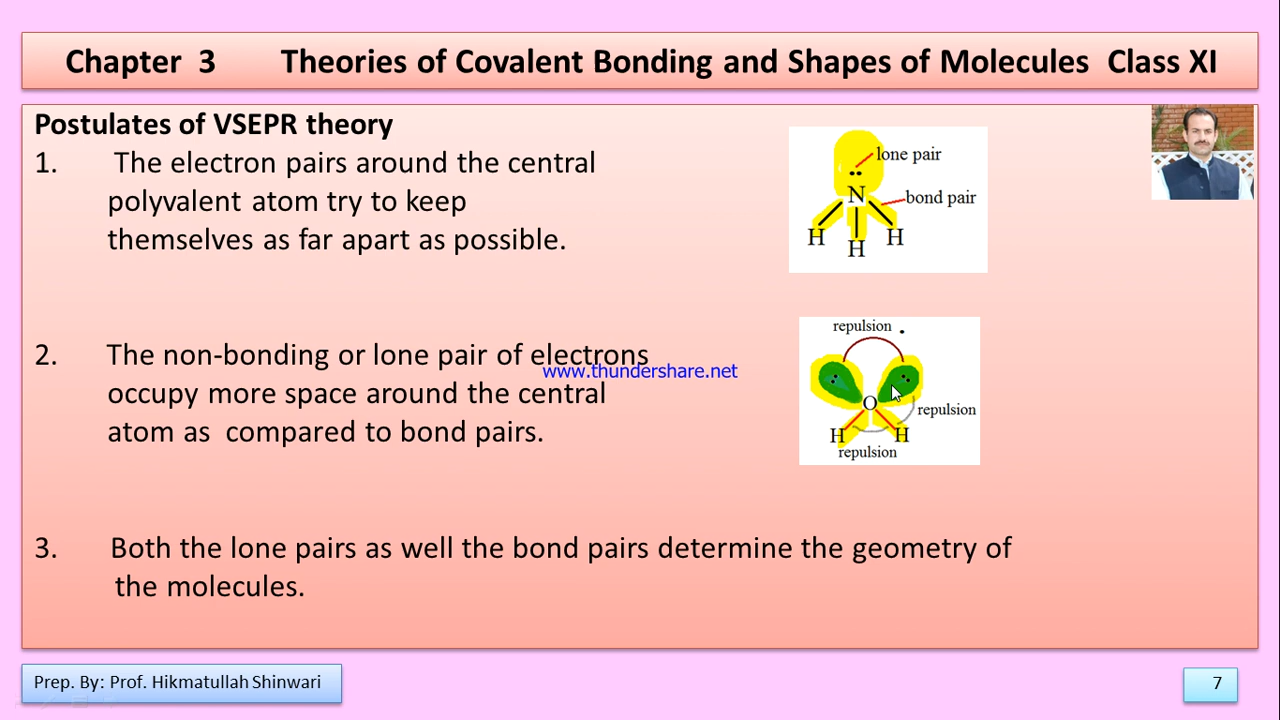 Chapter 3 Theories of Covalent Bonding and Shapes of Molecules Class XI
Postulates of VSEPR theory
1. The electron pairs around the central
polyvalent atom try to keep
themselves as far apart as possible.
lone pair
N
bond pair
H H H
2. The non-bonding or lone pair of electrons
occupy more space around the central
atom as compared to bond pairs.
www.thundershare.net
repulsion
O
repulsion
H H
repulsion
3. Both the lone pairs as well the bond pairs determine the geometry of
the molecules.
Prep. By: Prof. Hikmatullah Shinwari
7